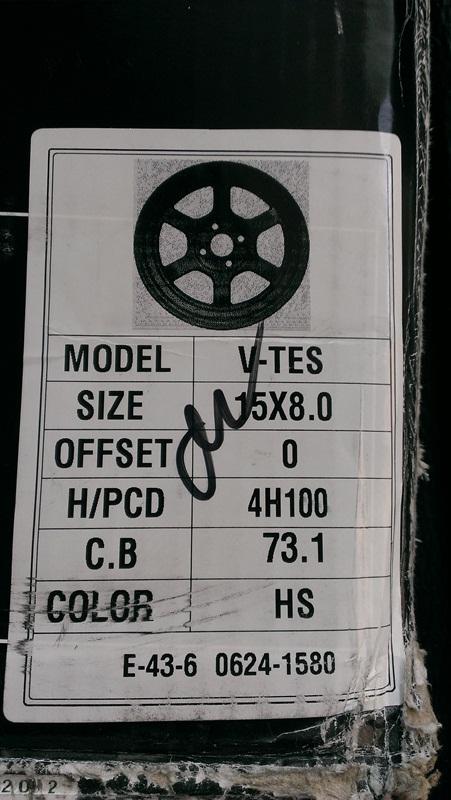 MODEL V-TES
SIZE 15X8.0
OFFSET 0
H/PCD 4H100
C.B 73.1
COLOR HS
E-43-6 0624-1580